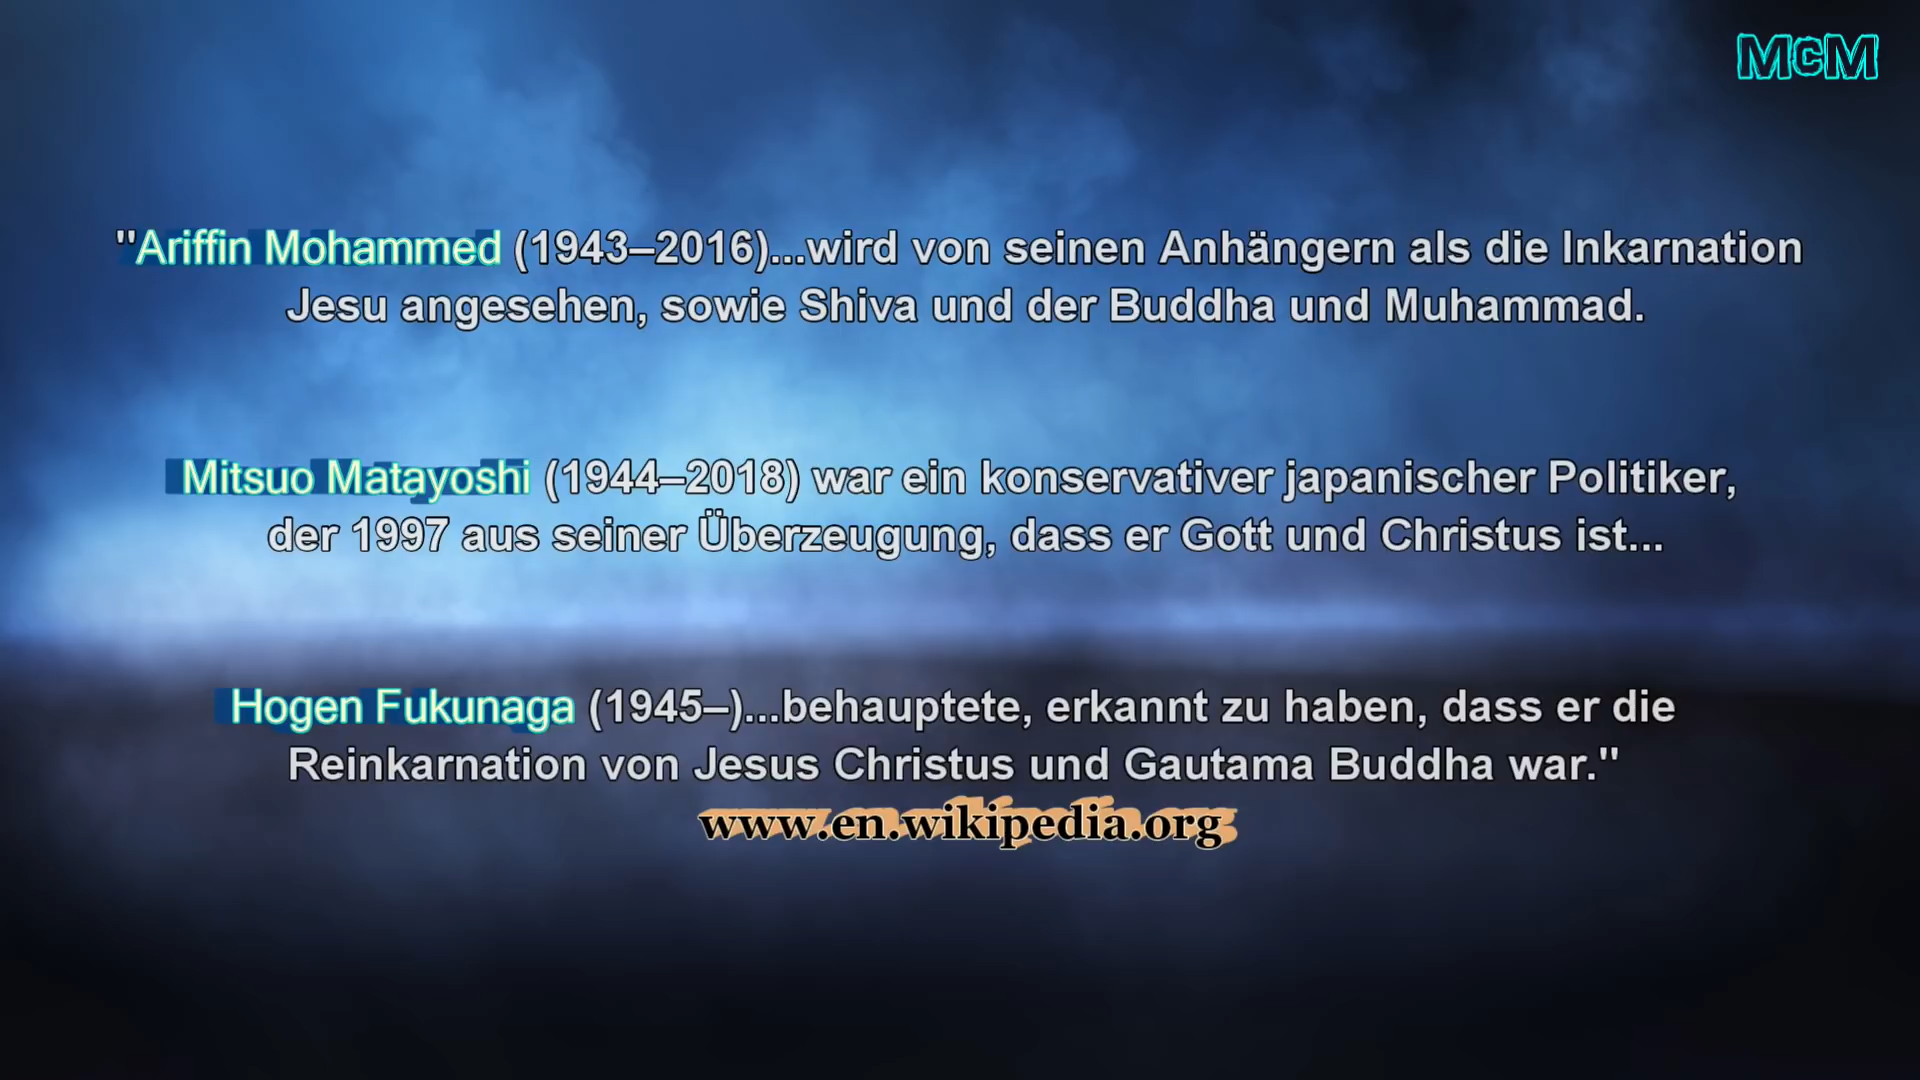 McM
"Ariffin Mohammed (1943–2016)...wird von seinen Anhängern als die Inkarnation
Jesu angesehen, sowie Shiva und der Buddha und Muhammad.
Mitsuo Matayoshi (1944–2018) war ein konservativer japanischer Politiker,
der 1997 aus seiner Überzeugung, dass er Gott und Christus ist...
Hogen Fukunaga (1945–)...behauptete, erkannt zu haben, dass er die
Reinkarnation von Jesus Christus und Gautama Buddha war."
www.en.wikipedia.org